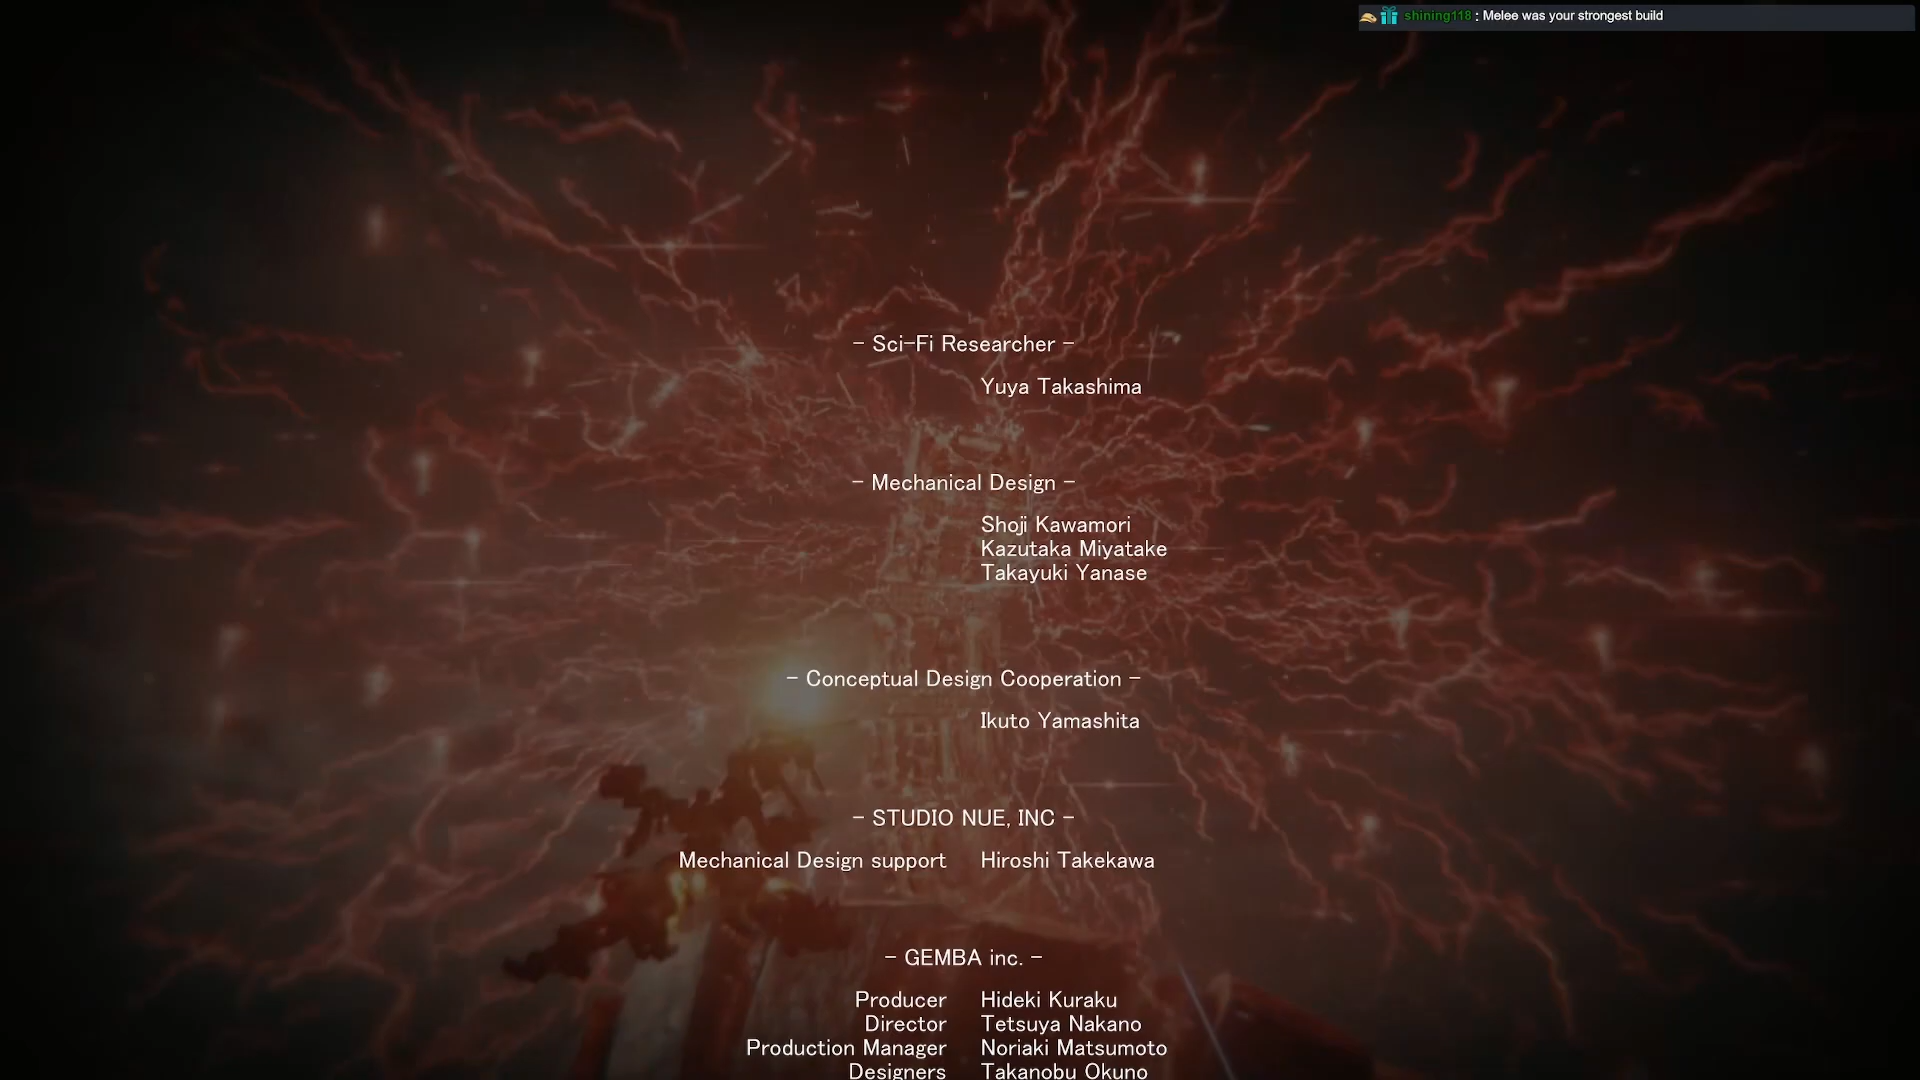 shining118 : Melee was your strongest build
- Sci-Fi Researcher -
Yuya Takashima
- Mechanical Design -
Shoji Kawamori
Kazutaka Miyatake
Takayuki Yanase
- Conceptual Design Cooperation -
Ikuto Yamashita
- STUDIO NUE, INC -
Mechanical Design support Hiroshi Takekawa
- GEMBA inc. -
Producer Hideki Kuraku
Director Tetsuya Nakano
Production Manager Noriaki Matsumoto
Designers Takanobu Okuno